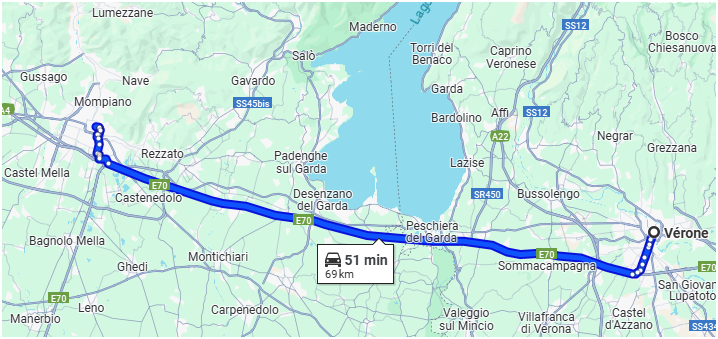 Lumezzane
Maderno
Lago
SS12
Bosco
Chiesanuova
Torri del
Benaco
Caprino
Veronese
Salò
Gussago
Nave
Gavardo
Garda
Mompiano
SS45bis
A4
Bardolino
Affi
SS12
A22
Negrar
Grezzana
Rezzato
Padenghe
sul Garda
Lazise
Castel Mella
E70
Castenedolo
Desenzano
del Garda
SR450
Bussolengo
E70
Peschiera
del Garda
Vérone
Bagnolo Mella
51 min
69 km
E70
Sommacampagna
E70
Ghedi
Montichiari
San Giovan
Lupatoto
E70
Leno
Manerbio
Carpenedolo
Valeggio
sul Mincio
Villafranca
di Verona
Castel
d'Azzano
SS434